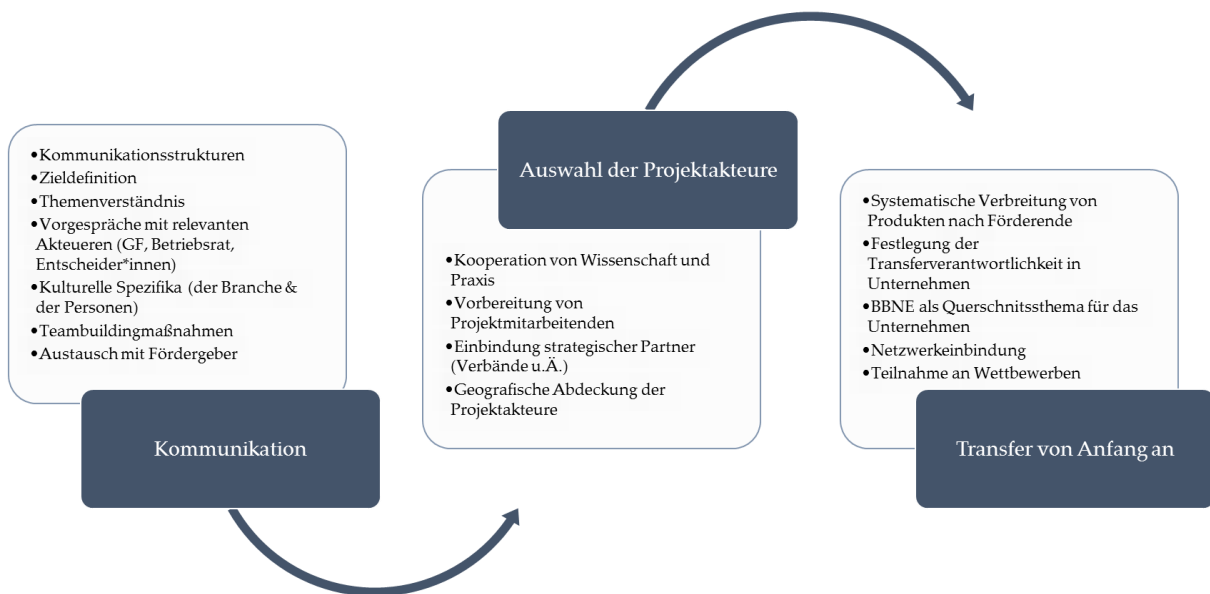 •Kommunikationsstrukturen
•Zieldefinition
•Themenverständnis
•Vorgespräche mit relevanten
Akteueren (GF, Betriebsrat,
Entscheider*innen)
•Kulturelle Spezifika (der Branche &
der Personen)
•Teambuildingmaßnahmen
•Austausch mit Fördergeber
Kommunikation
Auswahl der Projektakteure
•Kooperation von Wissenschaft und
Praxis
•Vorbereitung von
Projektmitarbeitenden
•Einbindung strategischer Partner
(Verbände u.Ä.)
•Geografische Abdeckung der
Projektakteure
•Systematische Verbreitung von
Produkten nach Förderende
•Festlegung der
Transferverantwortlichkeit in
Unternehmen
•BBNE als Querschnittsthema für das
Unternehmen
•Netzwerkeinbindung
•Teilnahme an Wettbewerben
Transfer von Anfang an